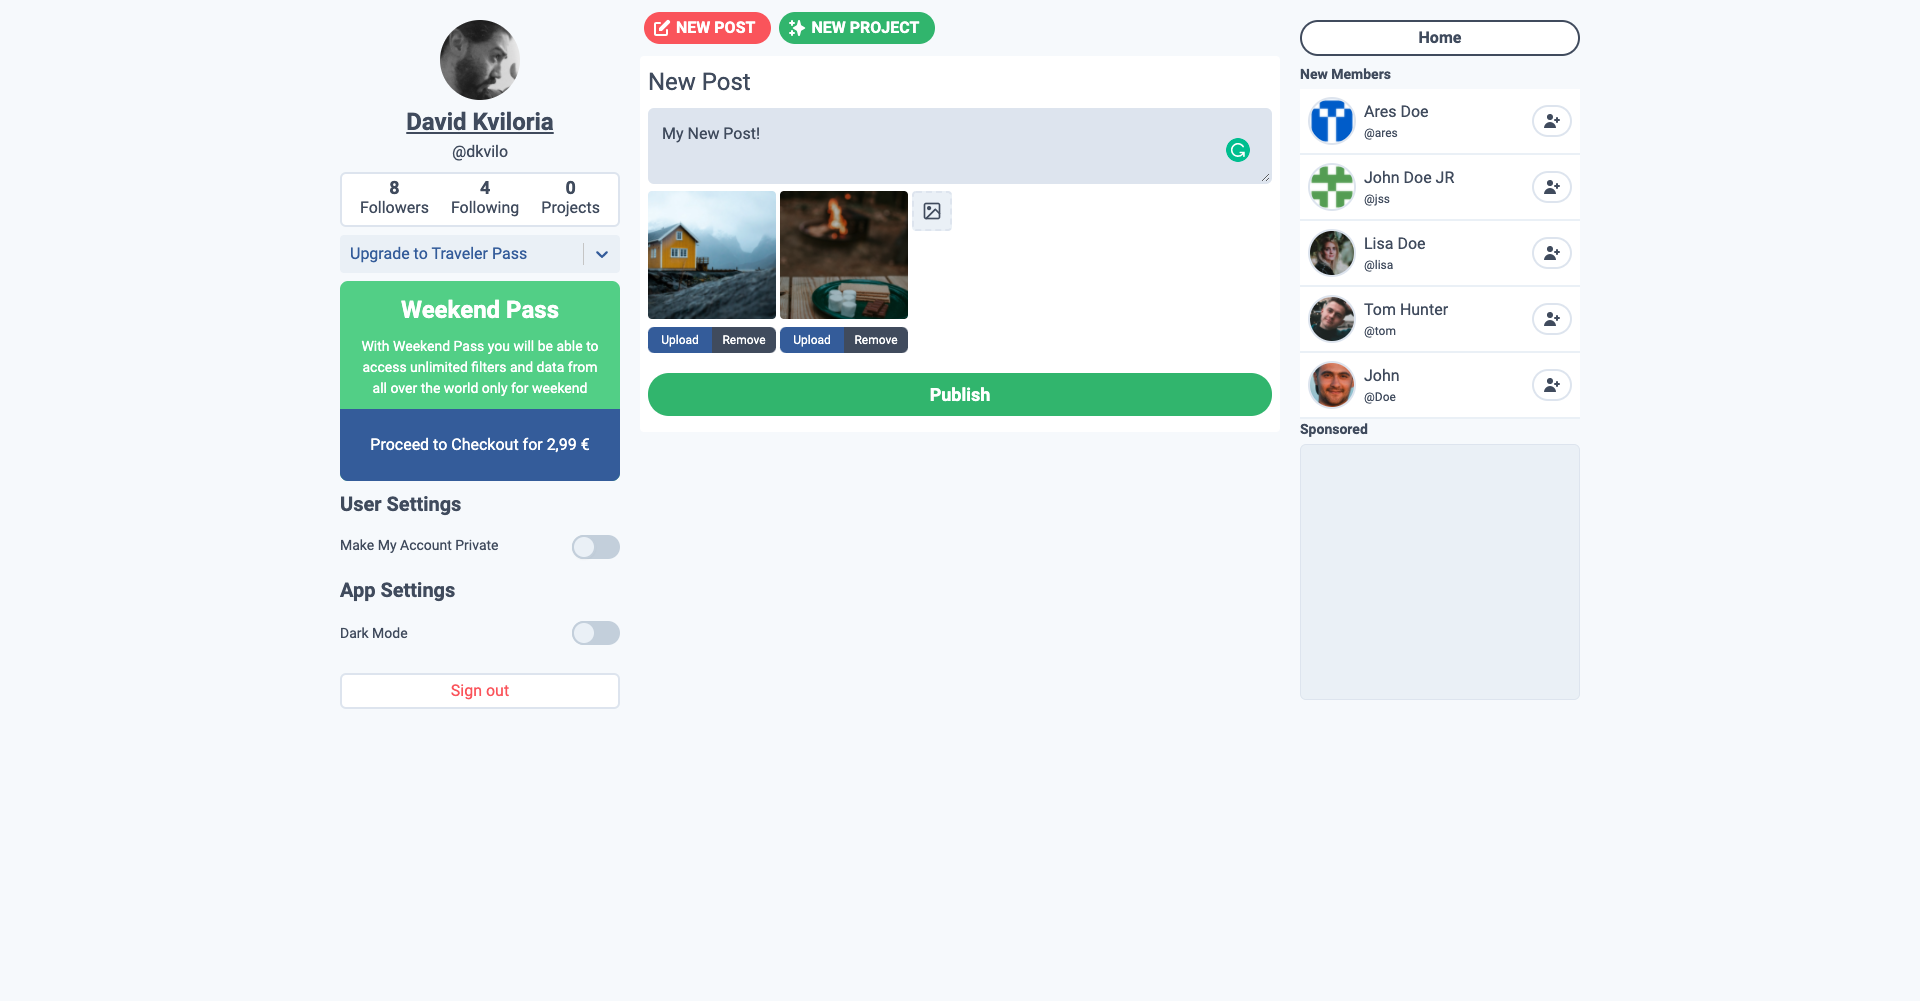 David Kviloria
@dkvilo
8 4 0
Followers Following Projects
Upgrade to Traveler Pass
Weekend Pass
With Weekend Pass you will be able to
access unlimited filters and data from
all over the world only for weekend
Proceed to Checkout for 2,99 €
User Settings
Make My Account Private
App Settings
Dark Mode
Sign out
NEW POST NEW PROJECT
New Post
My New Post!
Upload Remove Upload Remove
Publish
Home
New Members
Ares Doe
@ares
John Doe JR
@jss
Lisa Doe
@lisa
Tom Hunter
@tom
John
@Doe
Sponsored